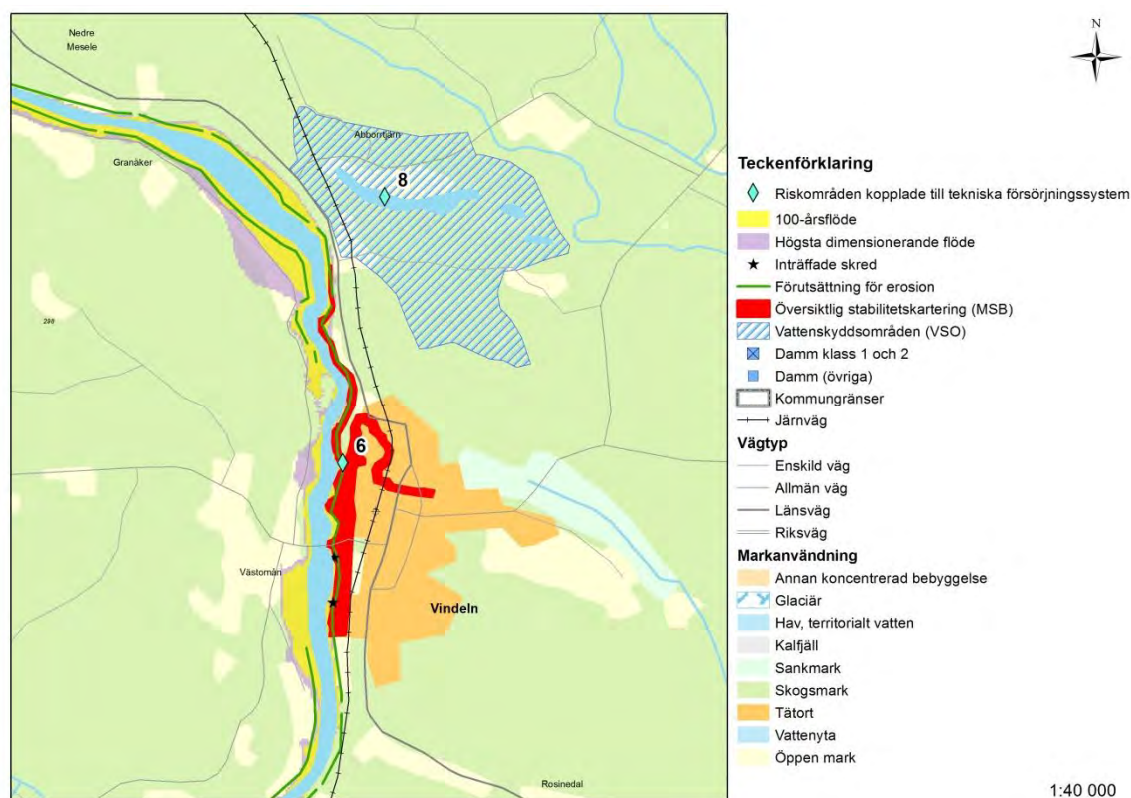 Nedre
Mesele
N
Abborrtjärn
Granåker
8
298
6
Västomån
Vindeln
Rosinedal
Teckenförklaring
Riskområden kopplade till tekniska försörjningssystem
100-årsflöde
Högsta dimensionerande flöde
Inträffade skred
Förutsättning för erosion
Översiktlig stabilitetskartering (MSB)
Vattenskyddsområden (VSO)
Damm klass 1 och 2
Damm (övriga)
Kommungränser
Järnväg
Vägtyp
Enskild väg
Allmän väg
Länsväg
Riksväg
Markanvändning
Annan koncentrerad bebyggelse
Glaciär
Hav, territorialt vatten
Kalfjäll
Sankmark
Skogsmark
Tätort
Vattenyta
Öppen mark
1:40 000